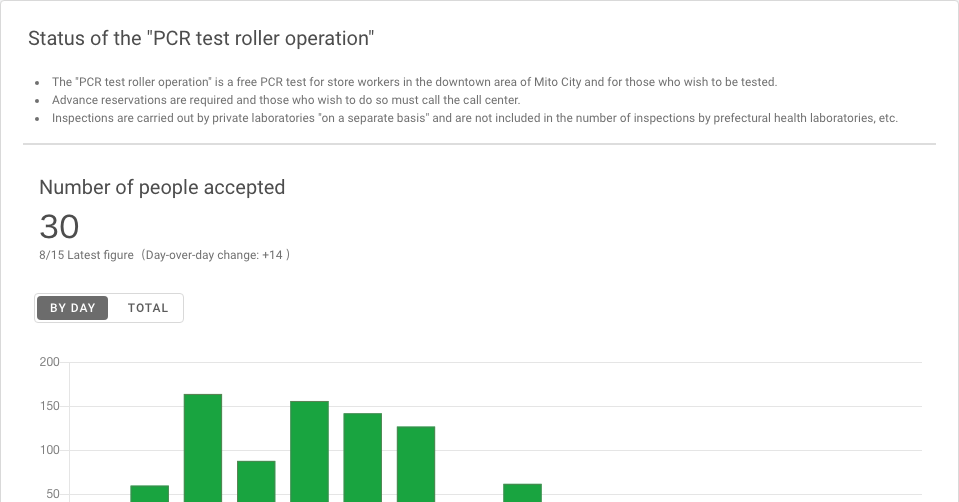 Status of the "PCR test roller operation"
The "PCR test roller operation" is a free PCR test for store workers in the downtown area of Mito City and for those who wish to be tested.
Advance reservations are required and those who wish to do so must call the call center.
Inspections are carried out by private laboratories "on a separate basis" and are not included in the number of inspections by prefectural health laboratories, etc.
Number of people accepted
30
8/15 Latest figure（Day-over-day change: +14 ）
BY DAY TOTAL
200
150
100
50